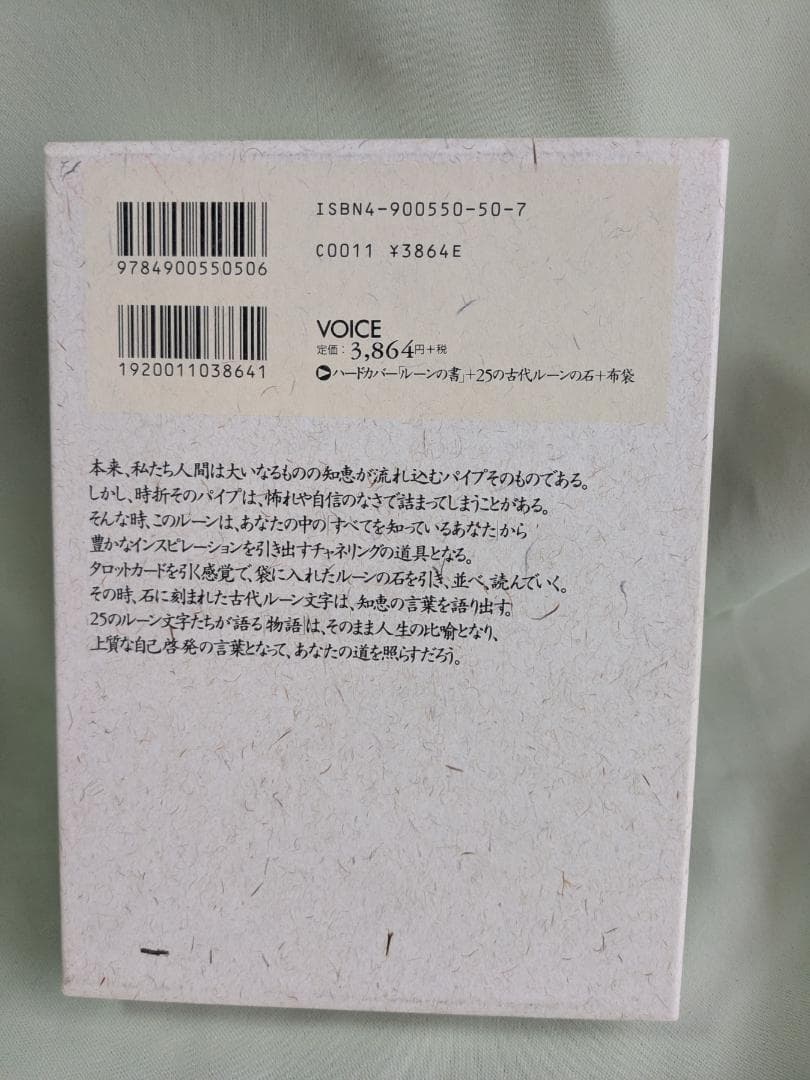 ISBN4-900550-50-7
9784900550506
C0011 ¥3864E
VOICE
定価：3,864円+税
1920011038641
▶ハードカバー「ルーンの書」+25の古代ルーンの石+布袋
本来、私たち人間は大いなるものの知恵が流れ込むパイプそのものである。
しかし、時折そのパイプは、怖れや自信のなさで詰まってしまうことがある。
そんな時、このルーンは、あなたの中の「すべてを知っているあなた」から
豊かなインスピレーションを引き出すチャネリングの道具となる。
タロットカードを引く感覚で、袋に入れたルーンの石を引き、並べ、読んでいく。
その時、石に刻まれた古代ルーン文字は、知恵の言葉を語り出す。
25のルーン文字たちが語る「物語」は、そのまま人生の比喩となり、
上質な自己啓発の言葉となって、あなたの道を照らすだろう。